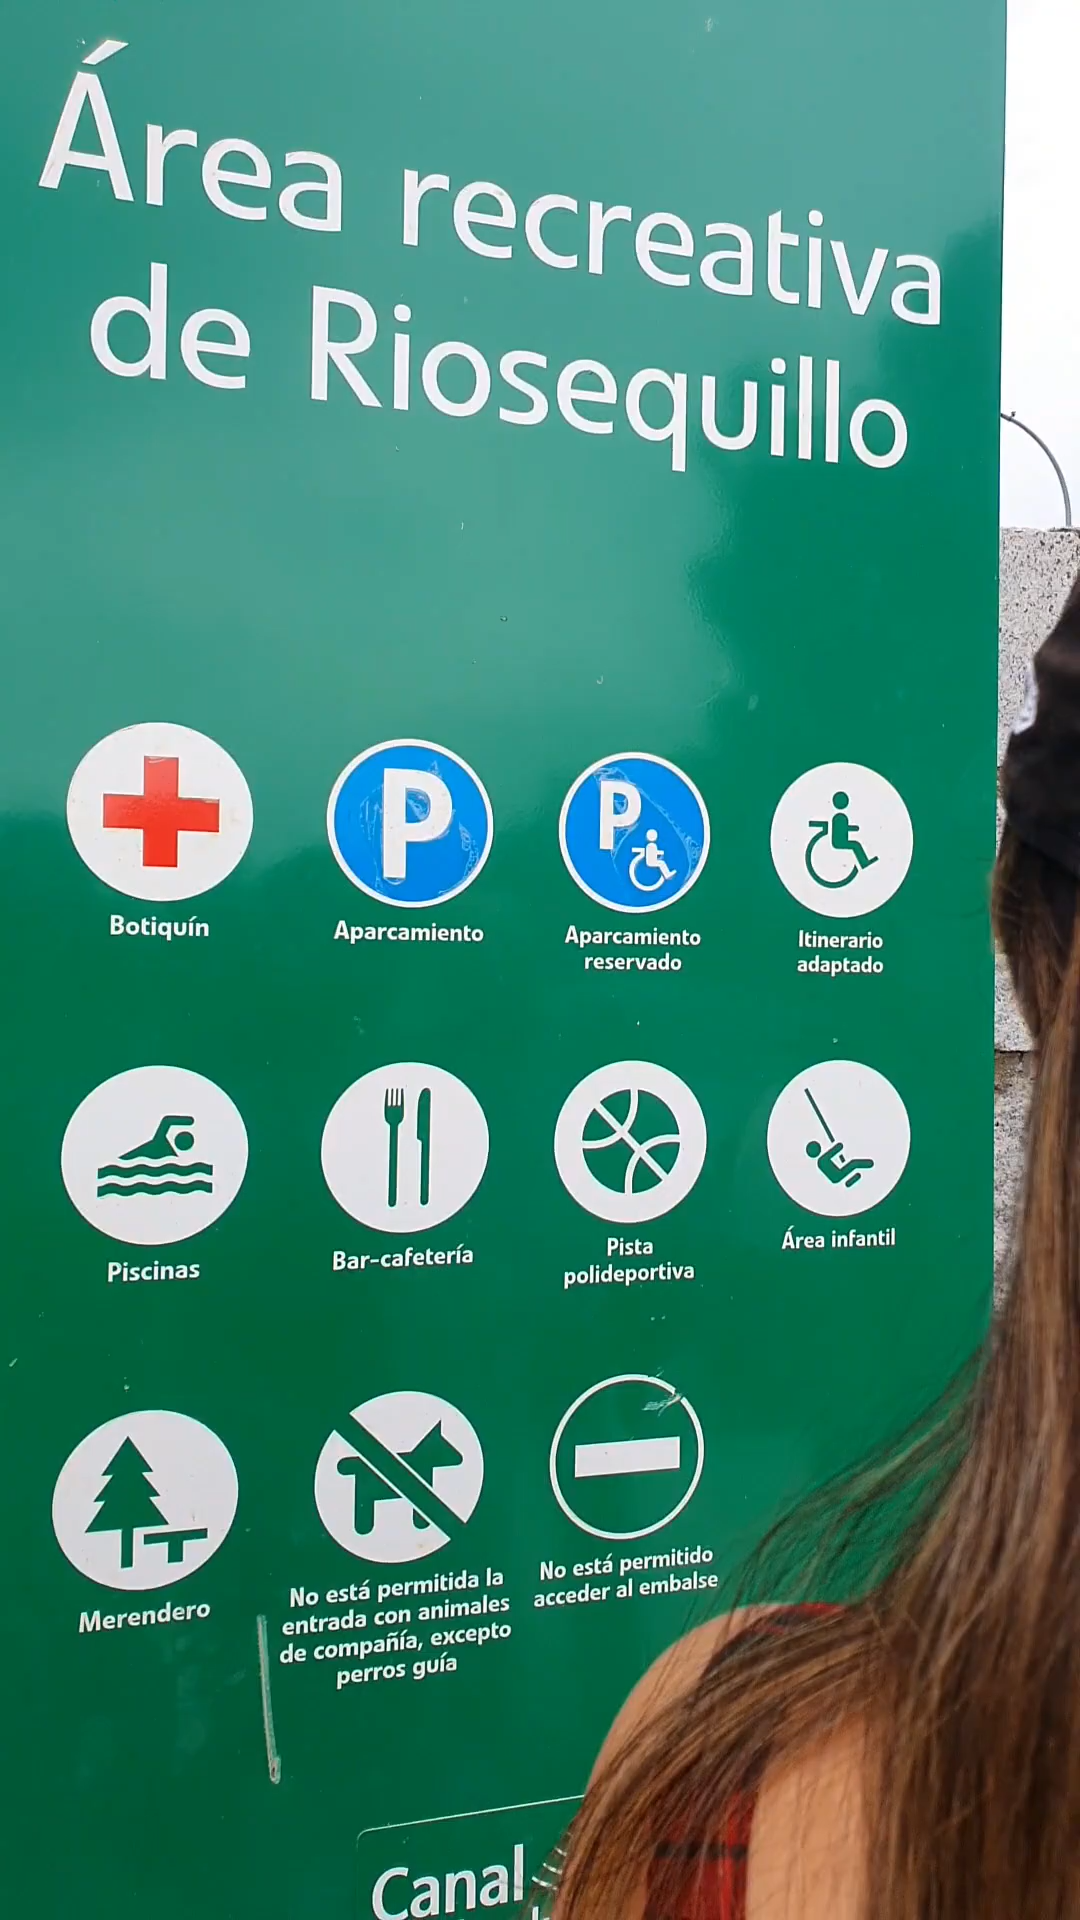 Área recreativa
de Riosequillo
P
P
Botiquín
Aparcamiento
Aparcamiento
reservado
Itinerario
adaptado
Piscinas
Bar-cafetería
Pista
polideportiva
Área infantil
Merendero
No está permitida la
entrada con animales
de compañía, excepto
perros guía
No está permitido
acceder al embalse
Canal